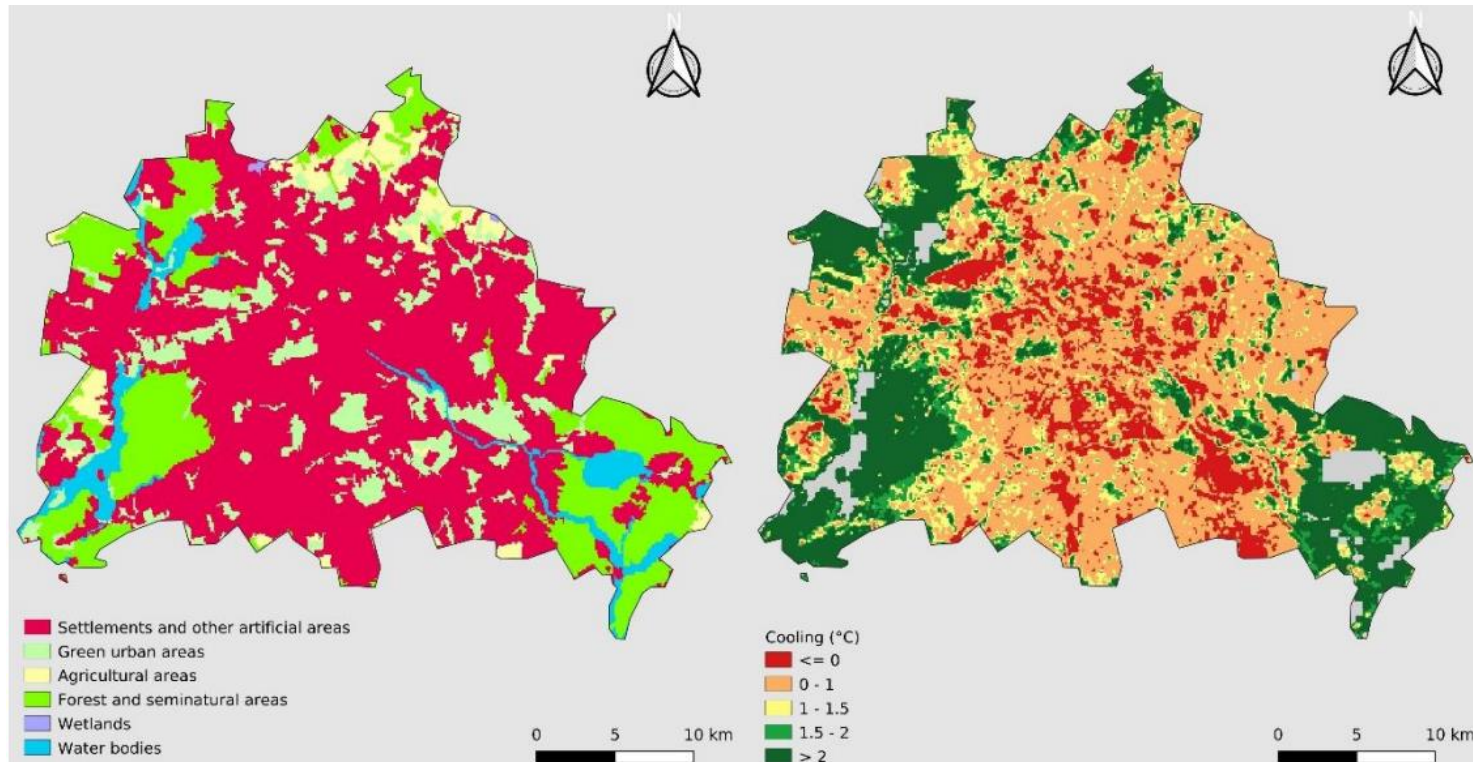 N
N
Settlements and other artificial areas
Green urban areas
Agricultural areas
Forest and seminatural areas
Wetlands
Water bodies
0 5 10 km
Cooling (°C)
<= 0
0 - 1
1 - 1.5
1.5 - 2
> 2
0 5 10 km